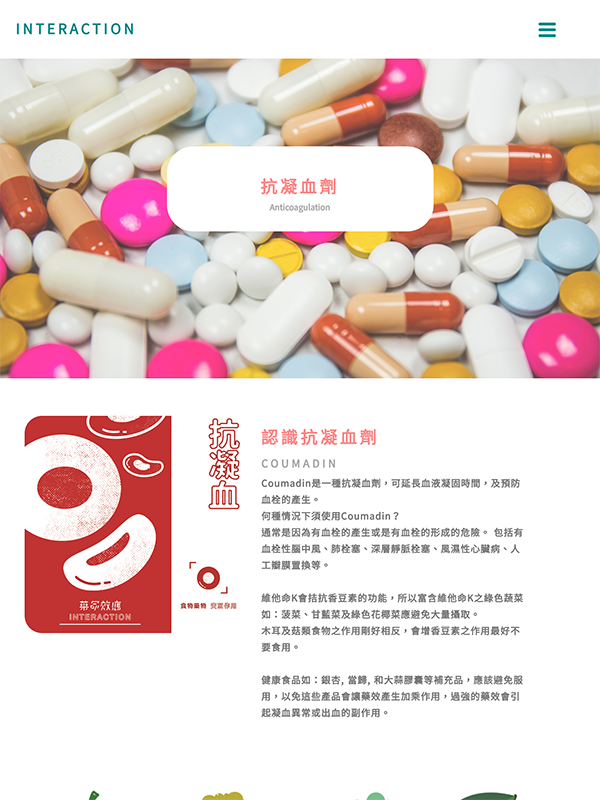 INTERACTION
抗凝血劑
Anticoagulation
抗凝血
藥命效應
INTERACTION
食物藥物 交互作用
認識抗凝血劑
COUMADIN
Coumadin是一種抗凝血劑，可延長血液凝固時間，及預防
血栓的產生。
何種情況下須使用Coumadin？
通常是因為有血栓的產生或是有血栓的形成的危險。 包括有
血栓性腦中風、肺栓塞、深層靜脈栓塞、風濕性心臟病、人
工瓣膜置換等。
維他命K會拮抗香豆素的功能，所以富含維他命K之綠色蔬菜
如：菠菜、甘藍菜及綠色花椰菜應避免大量攝取。
木耳及菇類食物之作用剛好相反，會增香豆素之作用最好不
要食用。
健康食品如：銀杏, 當歸, 和大蒜膠囊等補充品，應該避免服
用，以免這些產品會讓藥效產生加乘作用，過強的藥效會引
起凝血異常或出血的副作用。